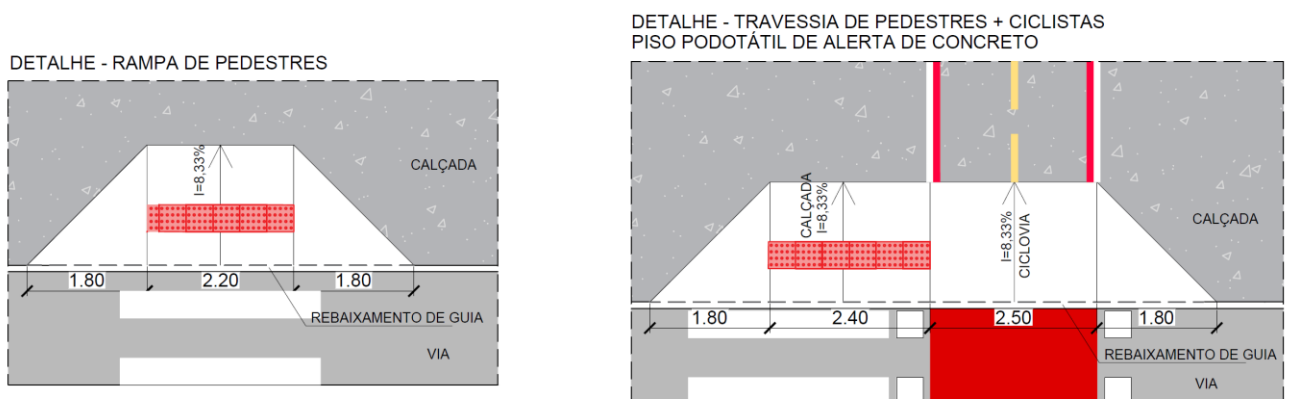 DETALHE - RAMPA DE PEDESTRES
I=8,33%
CALÇADA
1.80
2.20
1.80
REBAIXAMENTO DE GUIA
VIA
DETALHE - TRAVESSIA DE PEDESTRES + CICLISTAS
PISO PODOTÁTIL DE ALERTA DE CONCRETO
CALÇADA
I=8,33%
I=8,33%
CICLOVIA
CALÇADA
1.80
2.40
2.50
1.80
REBAIXAMENTO DE GUIA
VIA